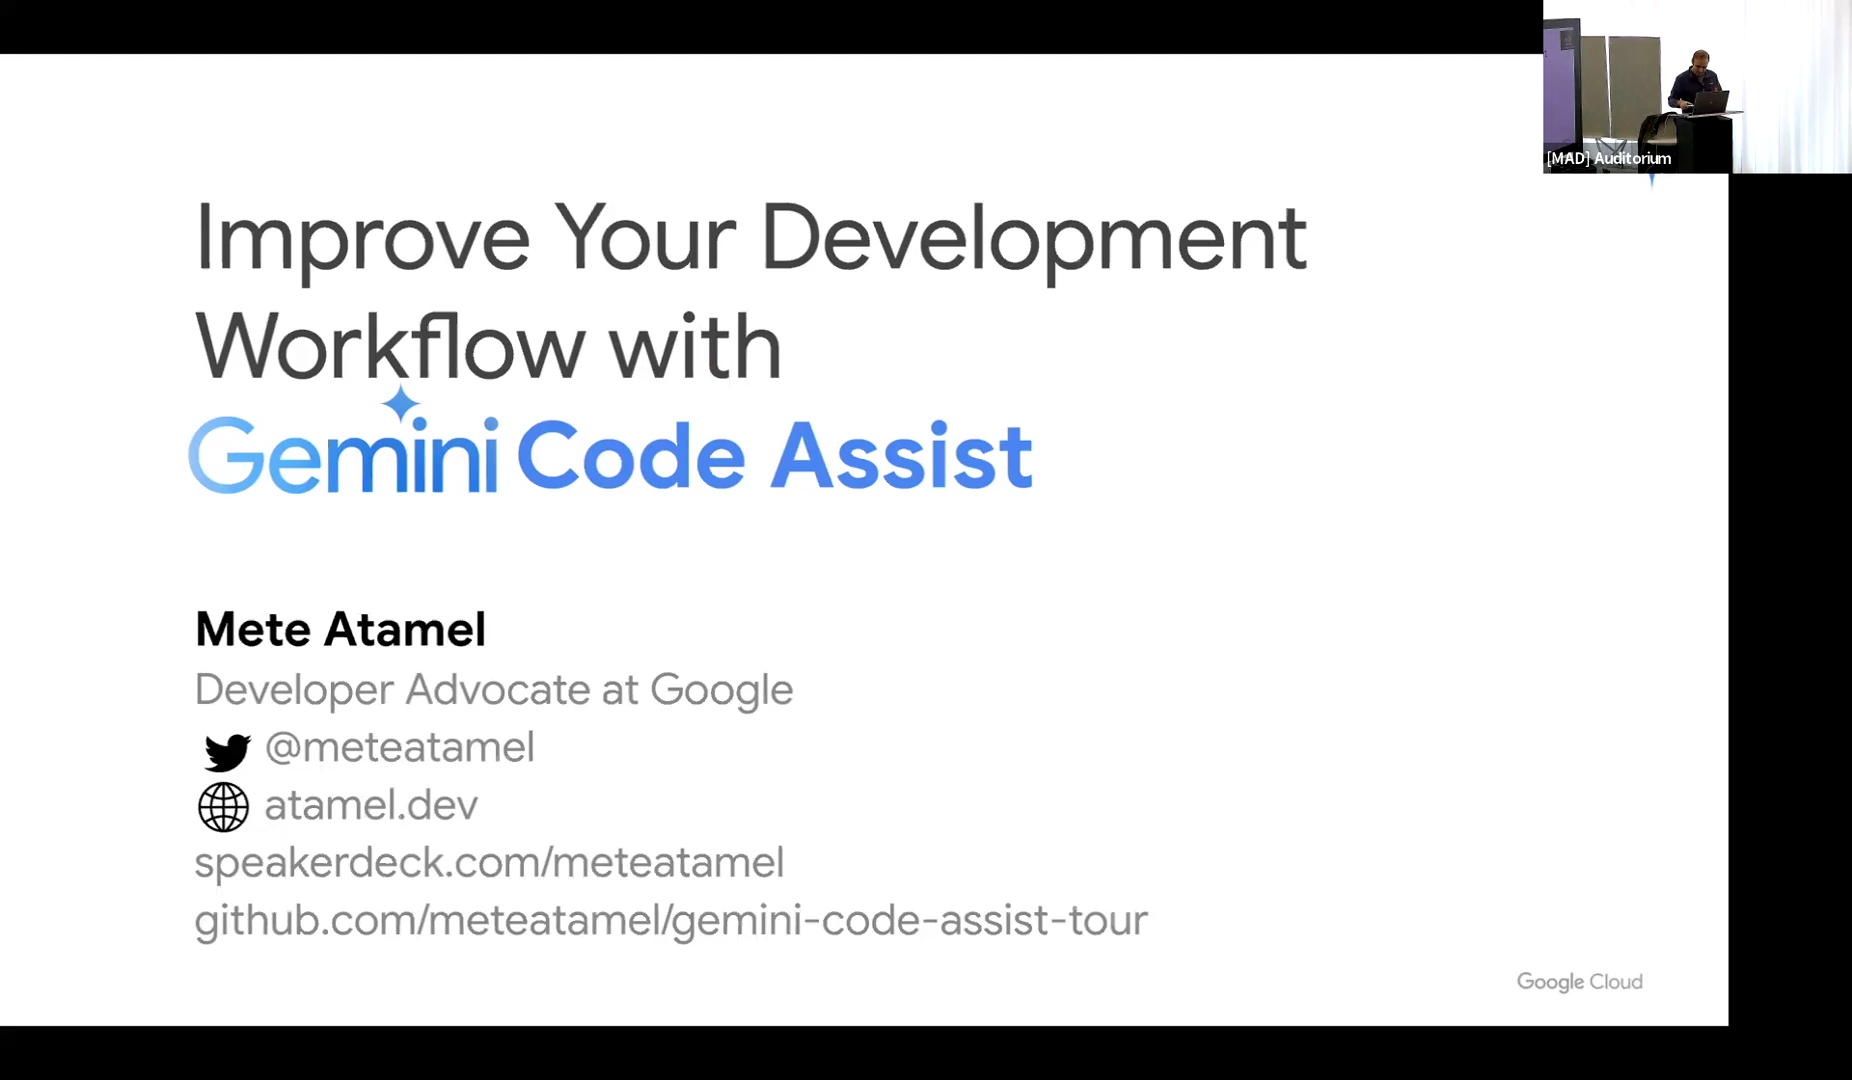 [MAD] Auditorium
Improve Your Development
Workflow with
Gemini Code Assist
Mete Atamel
Developer Advocate at Google
@meteatamel
atamel.dev
speakerdeck.com/meteatamel
github.com/meteatamel/gemini-code-assist-tour
Google Cloud